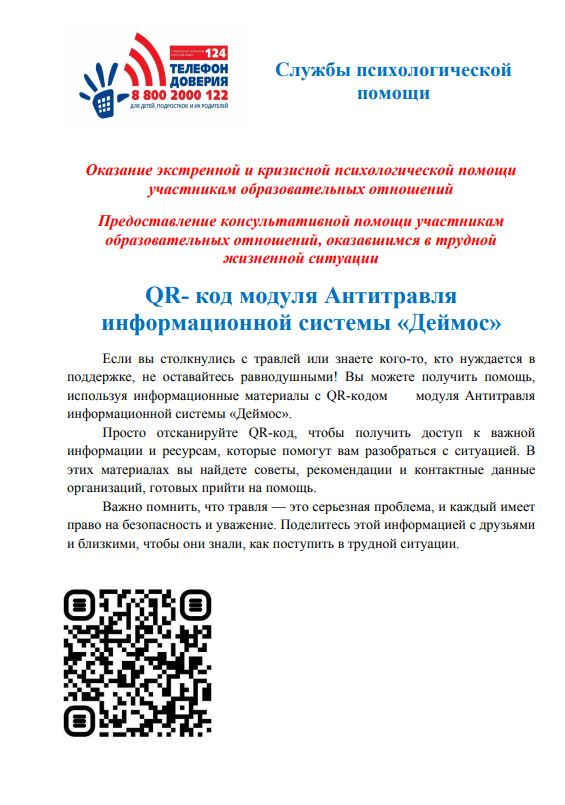 124
ТЕЛЕФОН
ДОВЕРИЯ
8 800 2000 122
ДЛЯ ДЕТЕЙ, ПОДРОСТКОВ И ИХ РОДИТЕЛЕЙ
Службы психологической
помощи
Оказание экстренной и кризисной психологической помощи
участникам образовательных отношений
Предоставление консультативной помощи участникам
образовательных отношений, оказавшимся в трудной
жизненной ситуации
QR- код модуля Антитравля
информационной системы «Деймос»
Если вы столкнулись с травлей или знаете кого-то, кто нуждается в
поддержке, не оставайтесь равнодушными! Вы можете получить помощь,
используя информационные материалы с QR-кодом модуля Антитравля
информационной системы «Деймос».
Просто отсканируйте QR-код, чтобы получить доступ к важной
информации и ресурсам, которые помогут вам разобраться с ситуацией. В
этих материалах вы найдете советы, рекомендации и контактные данные
организаций, готовых прийти на помощь.
Важно помнить, что травля — это серьезная проблема, и каждый имеет
право на безопасность и уважение. Поделитесь этой информацией с друзьями
и близкими, чтобы они знали, как поступить в трудной ситуации.